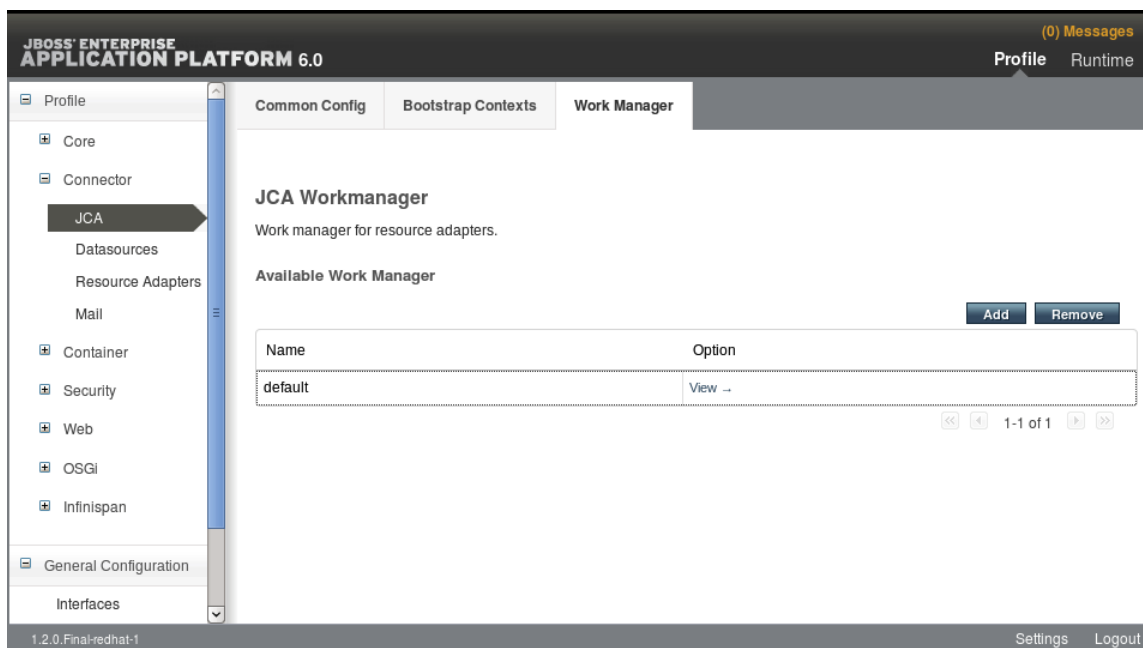 (0) Messages
JBOSS' ENTERPRISE
APPLICATION PLATFORM 6.0
Profile Runtime
Profile
Core
Connector
JCA
Datasources
Resource Adapters
Mail
Container
Security
Web
OSGi
Infinispan
General Configuration
Interfaces
Common Config Bootstrap Contexts Work Manager
JCA Workmanager
Work manager for resource adapters.
Available Work Manager
Add Remove
Name Option
default View →
1-1 of 1
1.2.0.Final-redhat-1 Settings Logout